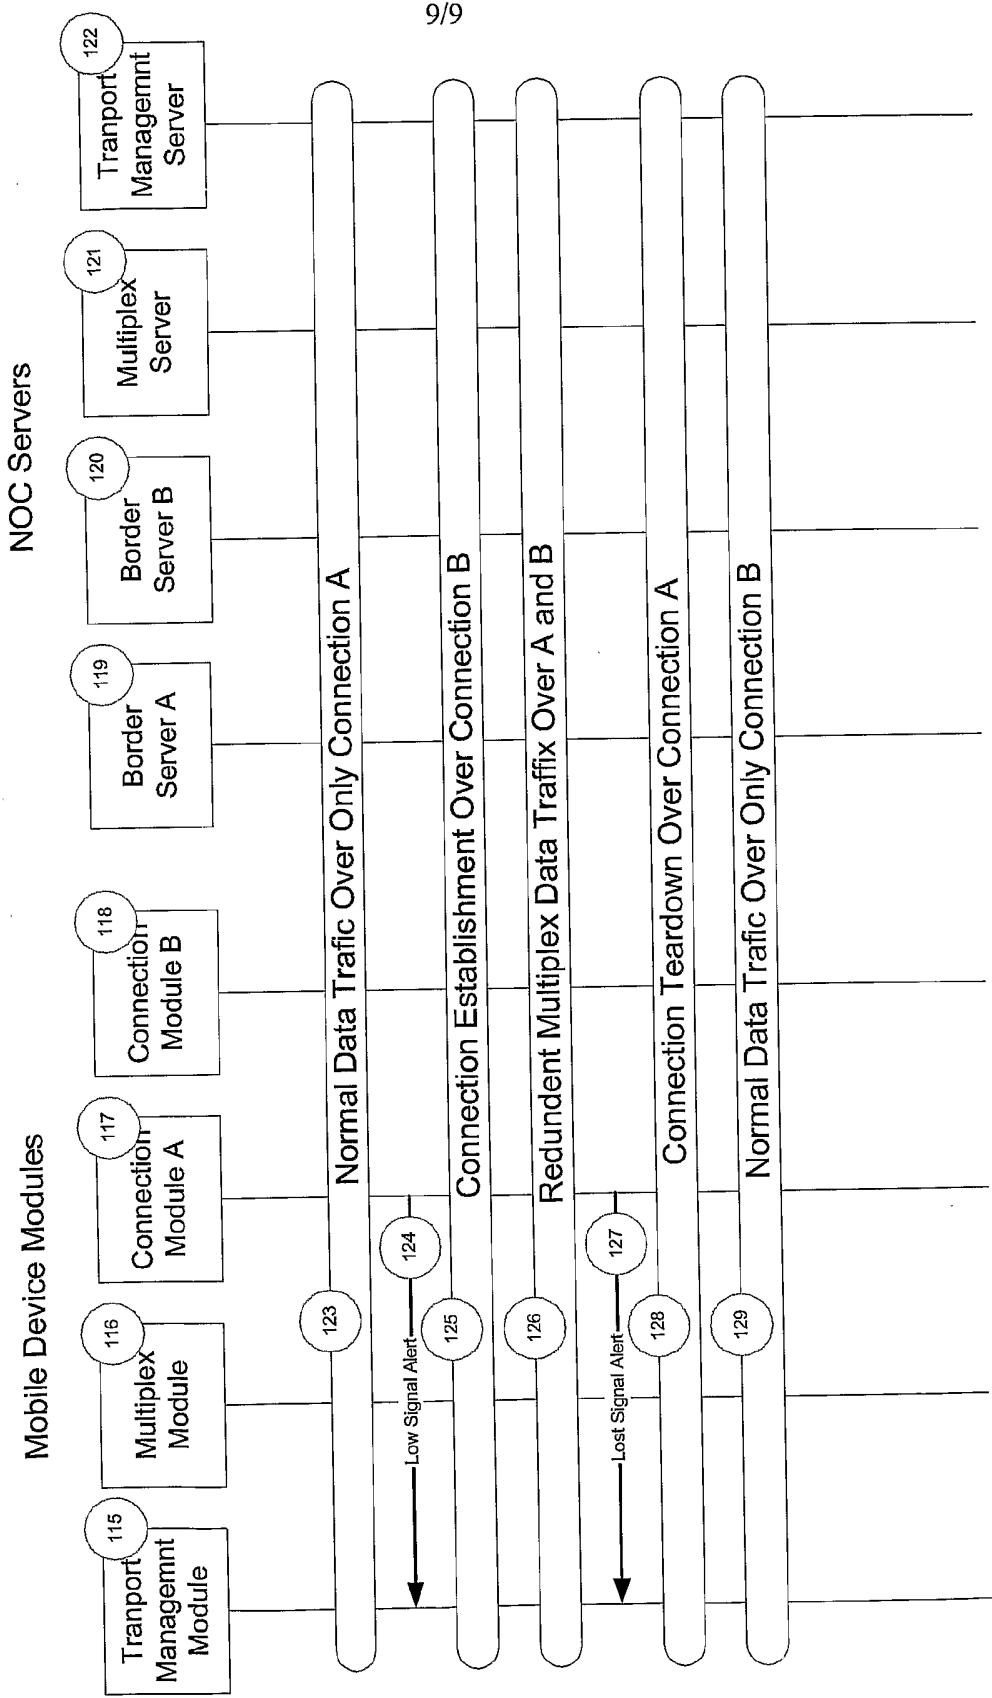 9/9
Mobile Device Modules
NOC Servers
115
Tranport
Managemnt
Module
116
Multiplex
Module
117
Connection
Module A
118
Connection
Module B
119
Border
Server A
120
Border
Server B
121
Multiplex
Server
122
Tranport
Managemnt
Server
123
Normal Data Trafic Over Only Connection A
124
Low Signal Alert
125
Connection Establishment Over Connection B
126
Redundent Multiplex Data Traffix Over A and B
127
Lost Signal Alert
128
Connection Teardown Over Connection A
129
Normal Data Trafic Over Only Connection B